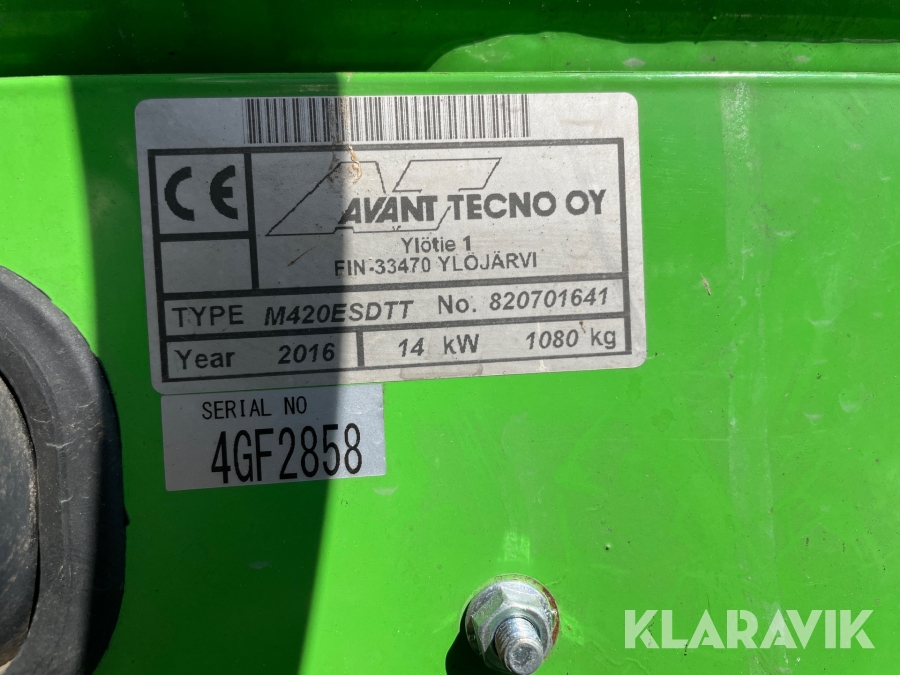 CE
AVANT TECNO OY
Ylötie 1
FIN-33470 YLÖJÄRVI
TYPE M420ESDTT No. 820701641
Year 2016 14 kW 1080 kg
SERIAL NO
4GF2858
KLARAVIK